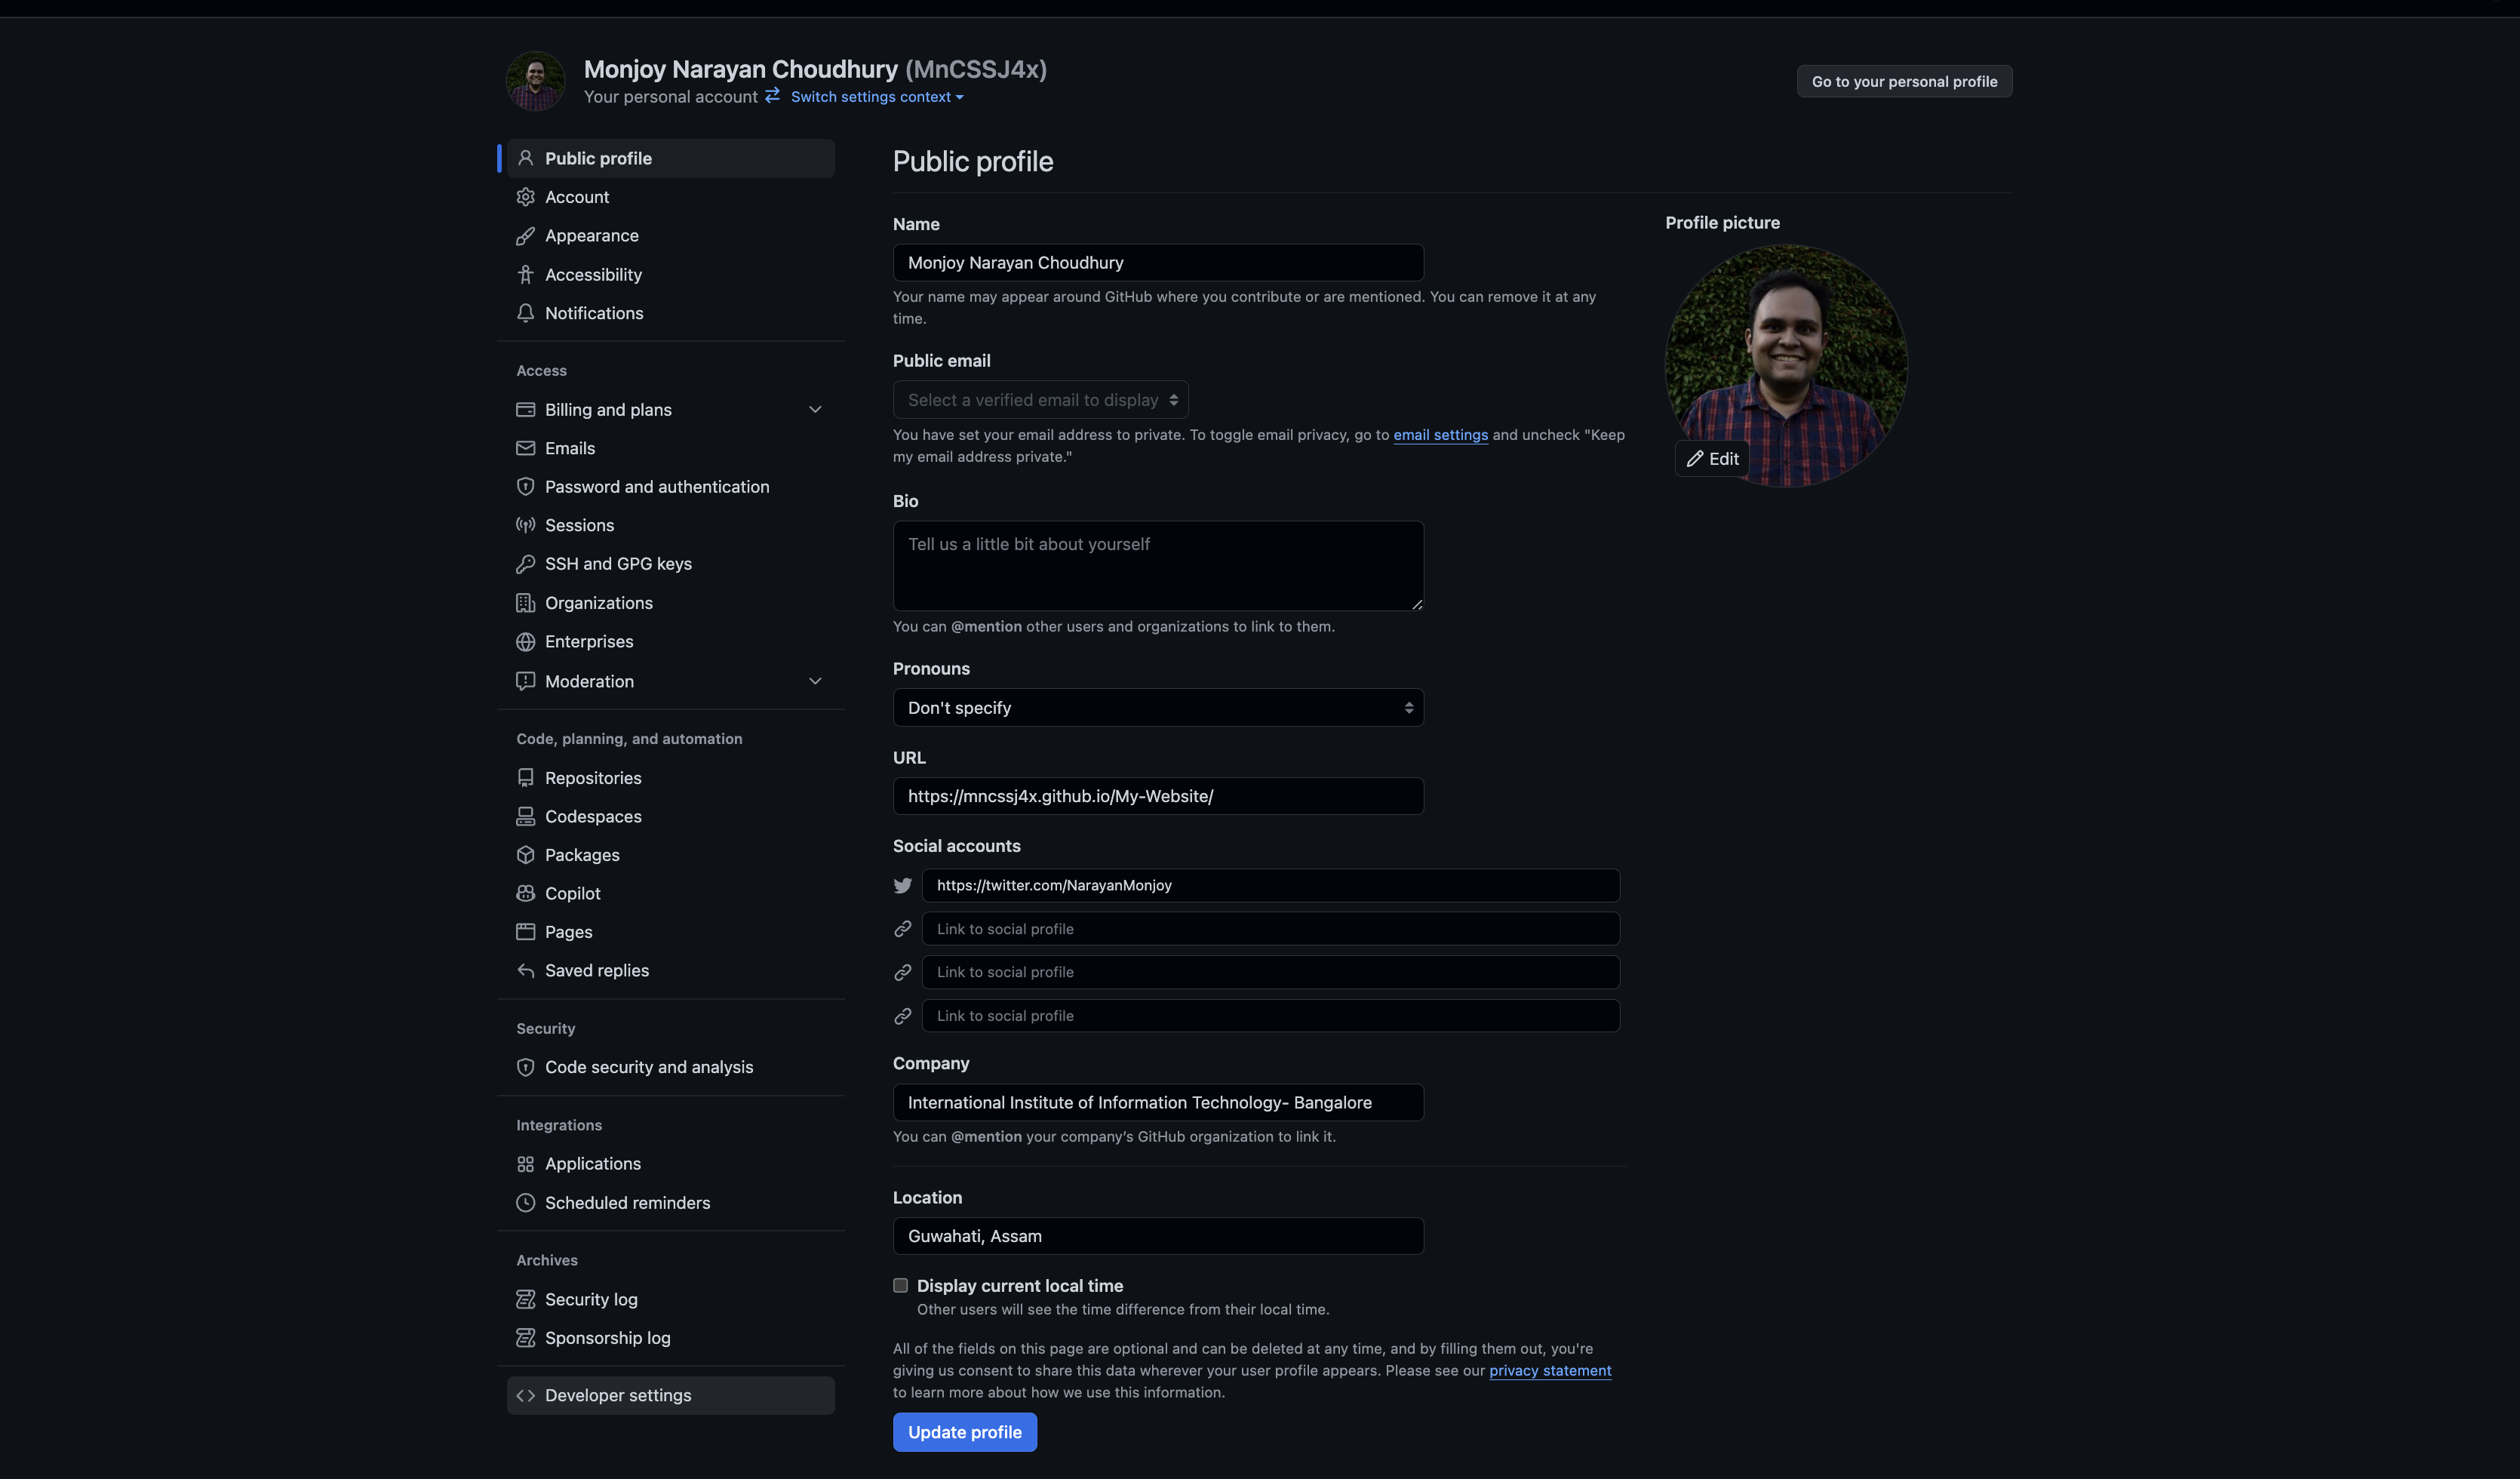 Monjoy Narayan Choudhury (MnCSSJ4x)
Your personal account Switch settings context
Go to your personal profile
Public profile
Account
Appearance
Accessibility
Notifications
Access
Billing and plans
Emails
Password and authentication
Sessions
SSH and GPG keys
Organizations
Enterprises
Moderation
Code, planning, and automation
Repositories
Codespaces
Packages
Copilot
Pages
Saved replies
Security
Code security and analysis
Integrations
Applications
Scheduled reminders
Archives
Security log
Sponsorship log
Developer settings
Public profile
Name
Monjoy Narayan Choudhury
Your name may appear around GitHub where you contribute or are mentioned. You can remove it at any
time.
Public email
Select a verified email to display
You have set your email address to private. To toggle email privacy, go to email settings and uncheck "Keep
my email address private."
Bio
Tell us a little bit about yourself
You can @mention other users and organizations to link to them.
Pronouns
Don't specify
URL
https://mncssj4x.github.io/My-Website/
Social accounts
https://twitter.com/NarayanMonjoy
Link to social profile
Link to social profile
Link to social profile
Company
International Institute of Information Technology- Bangalore
You can @mention your company’s GitHub organization to link it.
Location
Guwahati, Assam
Display current local time
Other users will see the time difference from their local time.
All of the fields on this page are optional and can be deleted at any time, and by filling them out, you're
giving us consent to share this data wherever your user profile appears. Please see our privacy statement
to learn more about how we use this information.
Update profile
Profile picture
Edit